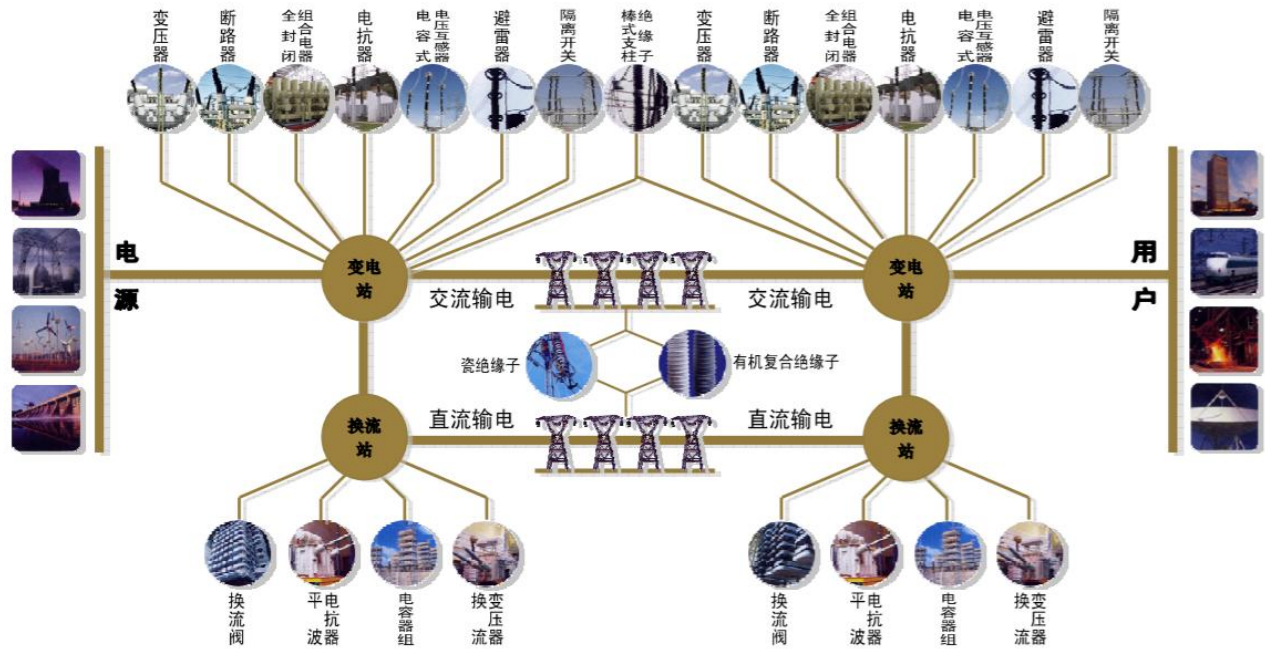 变压器
断路器
全封闭
组合电器
电抗器
电容式
电压互感器
避雷器
隔离开关
棒式支柱
绝缘子
变压器
断路器
全封闭
组合电器
电抗器
电容式
电压互感器
避雷器
隔离开关
电源
变电站
交流输电
交流输电
变电站
用户
瓷绝缘子
有机复合绝缘子
换流站
直流输电
直流输电
换流站
换流阀
平波
电抗器
电容器组
换流
变压器
换流阀
平波
电抗器
电容器组
换流
变压器